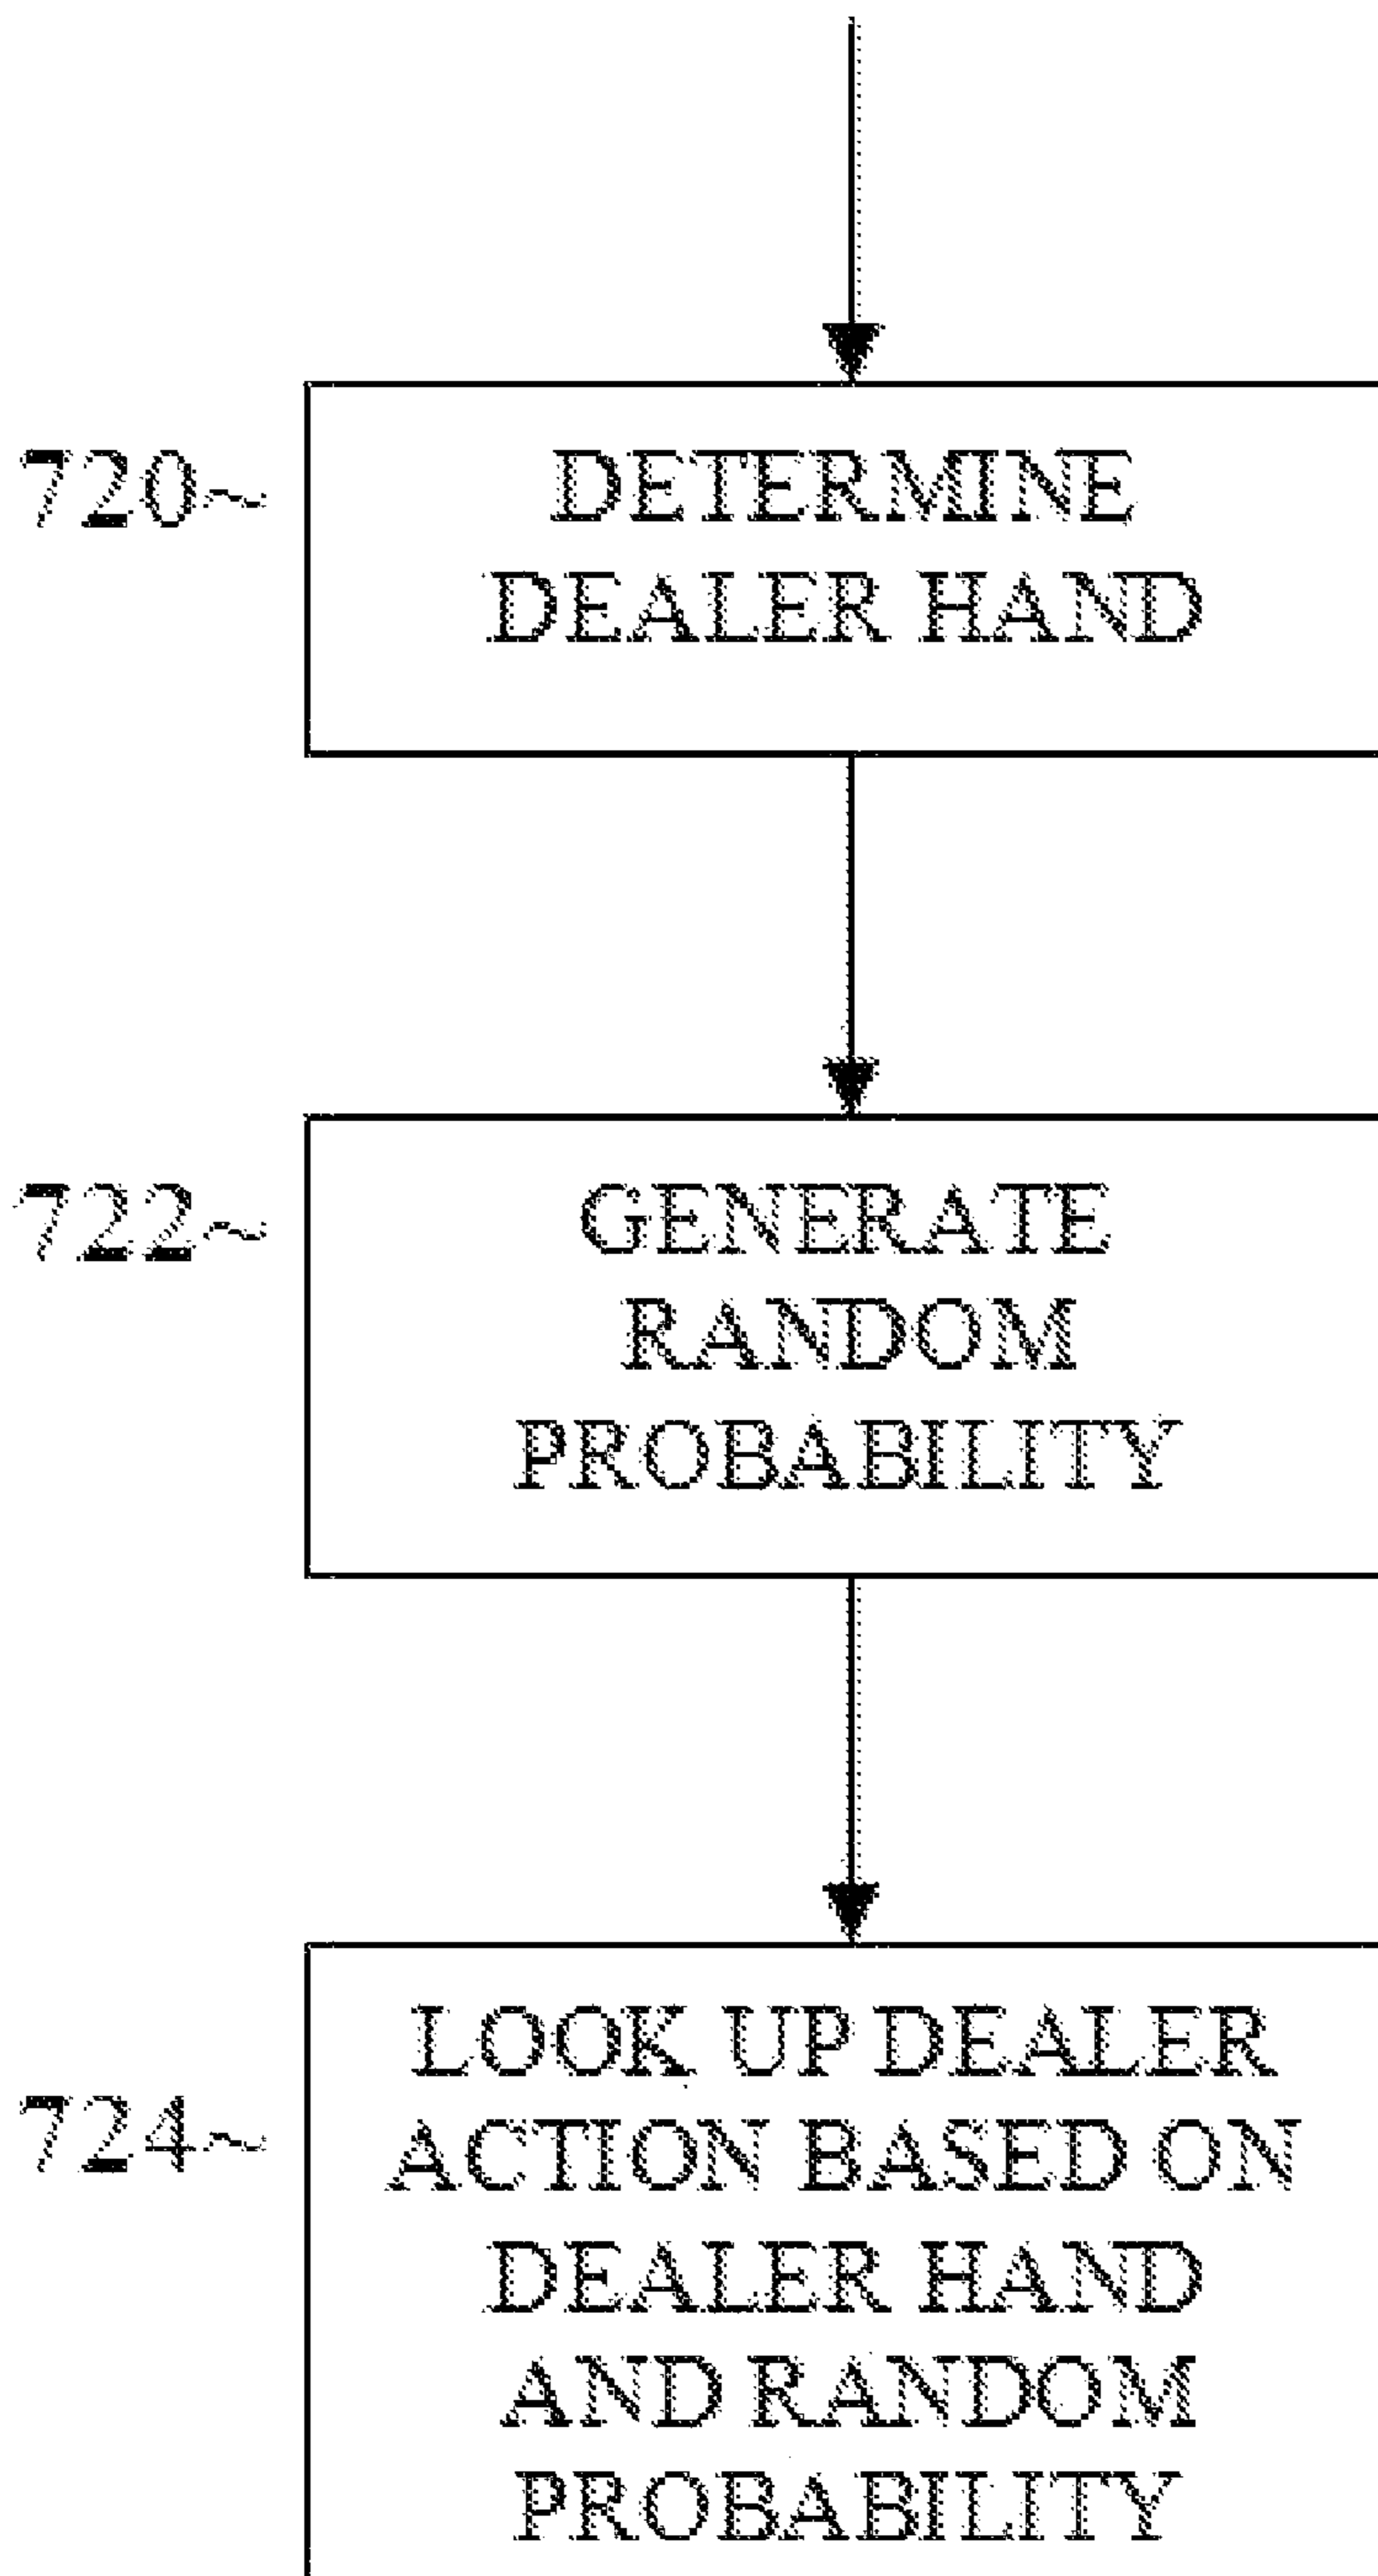 720~
DETERMINE
DEALER HAND
722~
GENERATE
RANDOM
PROBABILITY
724~
LOOK UP DEALER
ACTION BASED ON
DEALER HAND
AND RANDOM
PROBABILITY